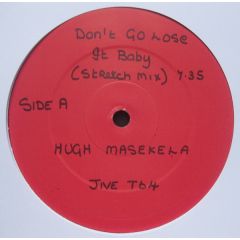 Don't Go Lose
It Baby
(Stretch Mix) 7.35
SIDE A
HUGH MASEKELA
JIVE T64